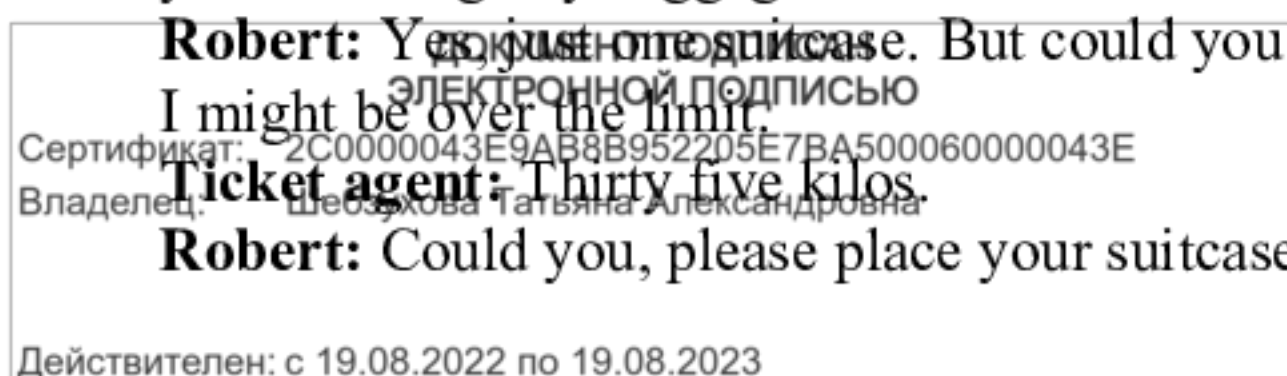 Robert: Yes, just one suitcase. But could you
ДОКУМЕНТ ПОДПИСАН
ЭЛЕКТРОННОЙ ПОДПИСЬЮ
I might be over the limit.
Сертификат: 2C0000043E9AB8B952205E7BA500060000043E
Ticket agent: Thirty five kilos.
Владелец: Шебзухова Татьяна Александровна
Robert: Could you, please place your suitcase
Действителен: с 19.08.2022 по 19.08.2023